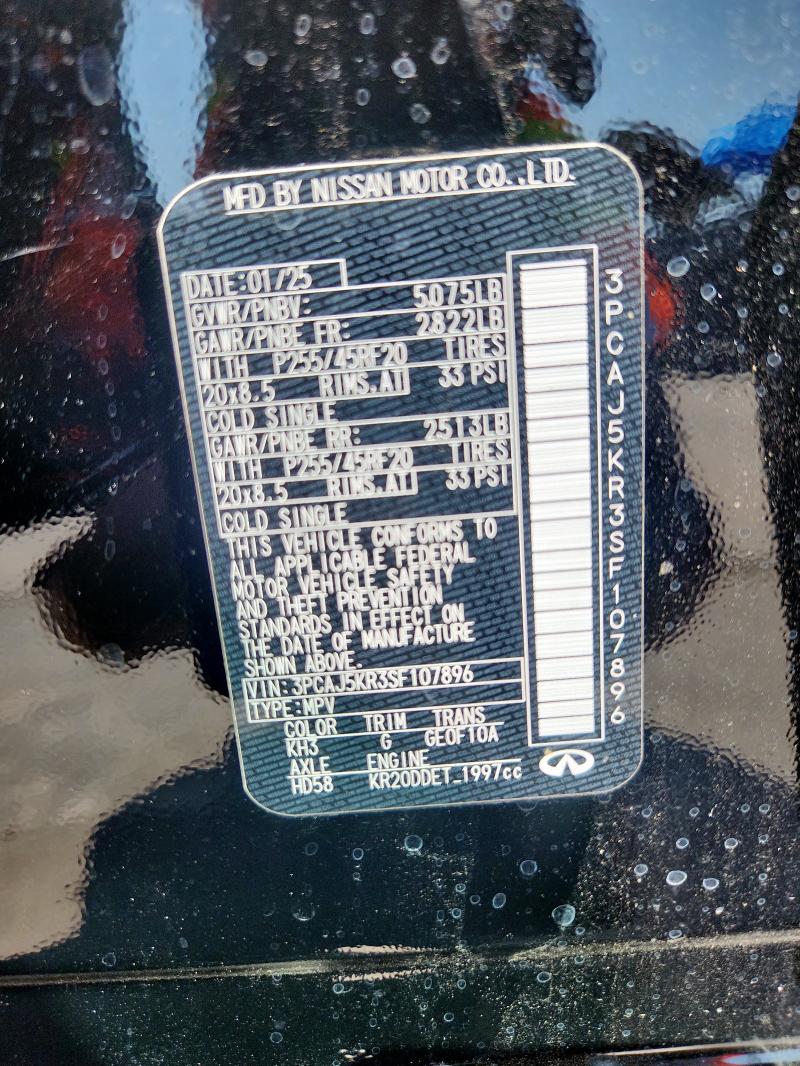 MFD BY NISSAN MOTOR CO.,LTD.
DATE:01/25
GVWR/PNBV: 5075LB
GAWR/PNBE FR: 2822LB
WITH P255/45RF20 TIRES
20x8.5 RIMS.AT 33 PSI
COLD SINGLE
GAWR/PNBE RR: 2513LB
WITH P255/45RF20 TIRES
20x8.5 RIMS.AT 33 PSI
COLD SINGLE
THIS VEHICLE CONFORMS TO
ALL APPLICABLE FEDERAL
MOTOR VEHICLE SAFETY
AND THEFT PREVENTION
STANDARDS IN EFFECT ON
THE DATE OF MANUFACTURE
SHOWN ABOVE.
VIN:3PCAJ5KR3SF107896
TYPE:MPV
COLOR TRIM TRANS
KH3 G GE0F10A
AXLE ENGINE
HD58 KR20DDET 1997cc
3PCAJ5KR3SF107896